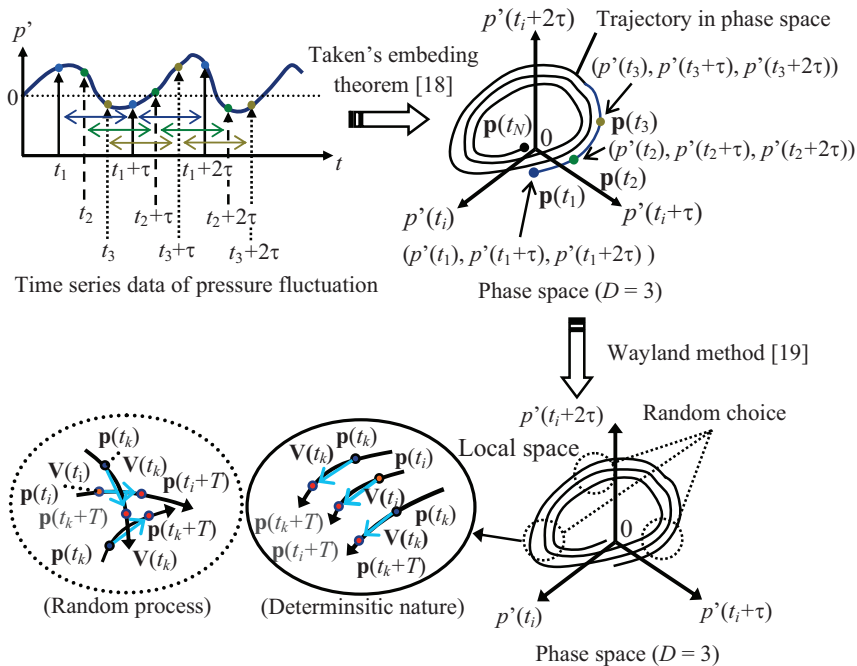 p'
0
t
t₁
t₁+τ
t₁+2τ
t₂
t₂+τ
t₂+2τ
t₃
t₃+τ
t₃+2τ
Time series data of pressure fluctuation
Taken's embeding
theorem [18]
p'(tᵢ+2τ)
Trajectory in phase space
(p'(t₃), p'(t₃+τ), p'(t₃+2τ))
p(t_N)
0
p(t₃)
(p'(t₂), p'(t₂+τ), p'(t₂+2τ))
p(t₂)
p(t₁)
p'(tᵢ)
p'(tᵢ+τ)
(p'(t₁), p'(t₁+τ), p'(t₁+2τ) )
Phase space (D = 3)
Wayland method [19]
p'(tᵢ+2τ)
Random choice
Local space
0
p'(tᵢ)
p'(tᵢ+τ)
Phase space (D = 3)
p(tₖ)
V(tᵢ)
V(tₖ)
p(tᵢ)
p(tᵢ+T)
p(tₖ+T)
p(tₖ+T)
p(tₖ)
V(tₖ)
(Random process)
p(tₖ)
V(tₖ)
p(tᵢ)
V(tᵢ)
p(tₖ)
p(tₖ+T)
V(tₖ)
p(tᵢ+T)
p(tₖ+T)
(Determinsitic nature)